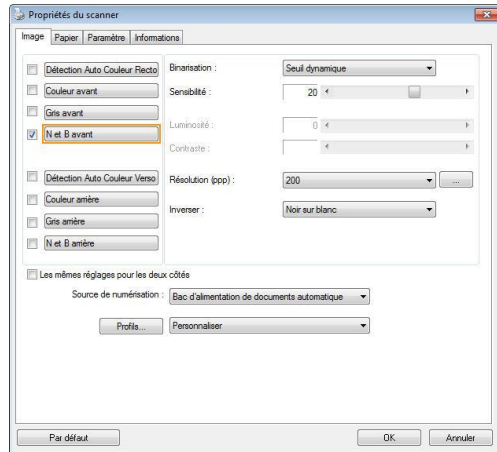 Propriétés du scanner
Image Papier Paramètre Informations
Détection Auto Couleur Recto
Couleur avant
Gris avant
N et B avant
Détection Auto Couleur Verso
Couleur arrière
Gris arrière
N et B arrière
Binarisation : Seuil dynamique
Sensibilité : 20
Luminosité : 0
Contraste :
Résolution (ppp) : 200 ...
Inverser : Noir sur blanc
Les mêmes réglages pour les deux côtés
Source de numérisation : Bac d'alimentation de documents automatique
Profils... Personnaliser
Par défaut OK Annuler